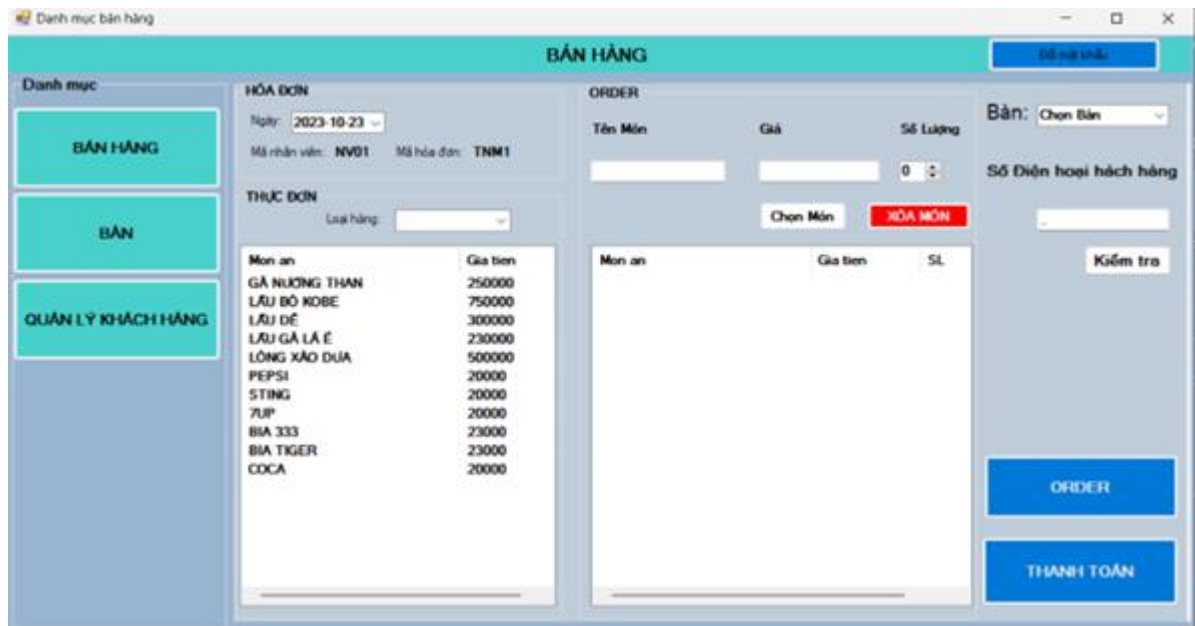 Danh mục bán hàng
BÁN HÀNG
Đổi mật khẩu
Danh mục
BÁN HÀNG
BÀN
QUẢN LÝ KHÁCH HÀNG
HÓA ĐƠN
Ngày: 2023-10-23
Mã nhân viên: NV01 Mã hóa đơn: TNM1
THỰC ĐƠN
Loại hàng:
Mon an Gia tien
GÀ NƯỚNG THAN 250000
LẨU BÒ KOBE 750000
LẨU DÊ 300000
LẨU GÀ LÁ É 230000
LÒNG XÀO DƯA 500000
PEPSI 20000
STING 20000
7UP 20000
BIA 333 23000
BIA TIGER 23000
COCA 20000
ORDER
Tên Món Giá Số Lượng
0
Chọn Món XÓA MÓN
Mon an Gia tien SL
Bàn: Chọn Bàn
Số Điện hoại hách hàng
Kiểm tra
ORDER
THANH TOÁN